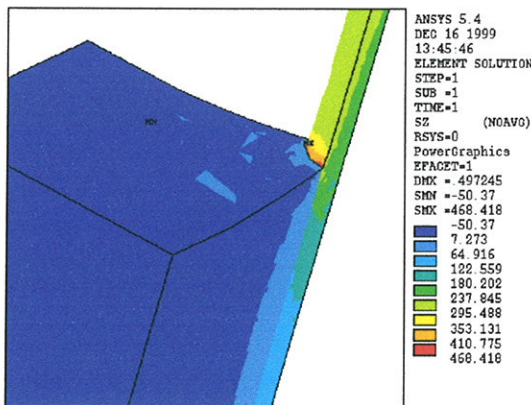 ANSYS 5.4
DEC 16 1999
13:45:46
ELEMENT SOLUTION
STEP=1
SUB =1
TIME=1
SZ (NOAVG)
RSYS=0
PowerGraphics
EFACET=1
DMX =.497245
SMN =-50.37
SMX =468.418
-50.37
7.273
64.916
122.559
180.202
237.845
295.488
353.131
410.775
468.418
MN